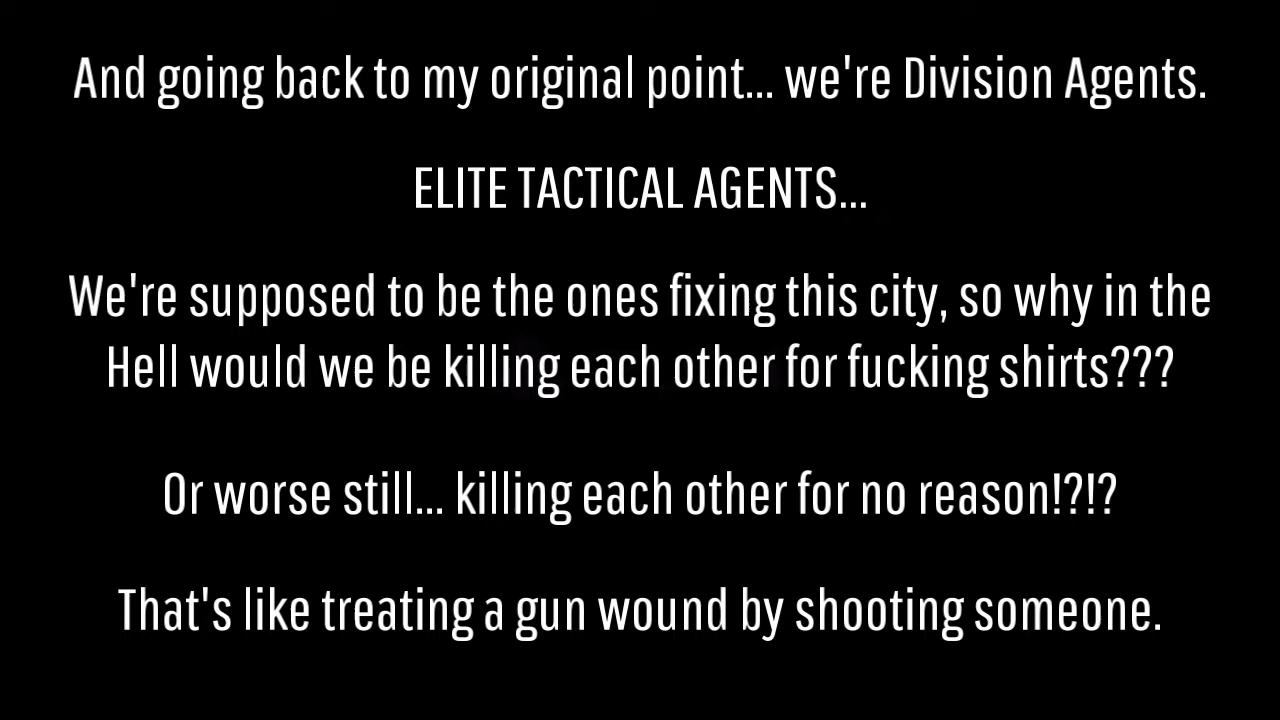 And going back to my original point... we're Division Agents.
ELITE TACTICAL AGENTS...
We're supposed to be the ones fixing this city, so why in the
Hell would we be killing each other for fucking shirts???
Or worse still... killing each other for no reason!?!?
That's like treating a gun wound by shooting someone.